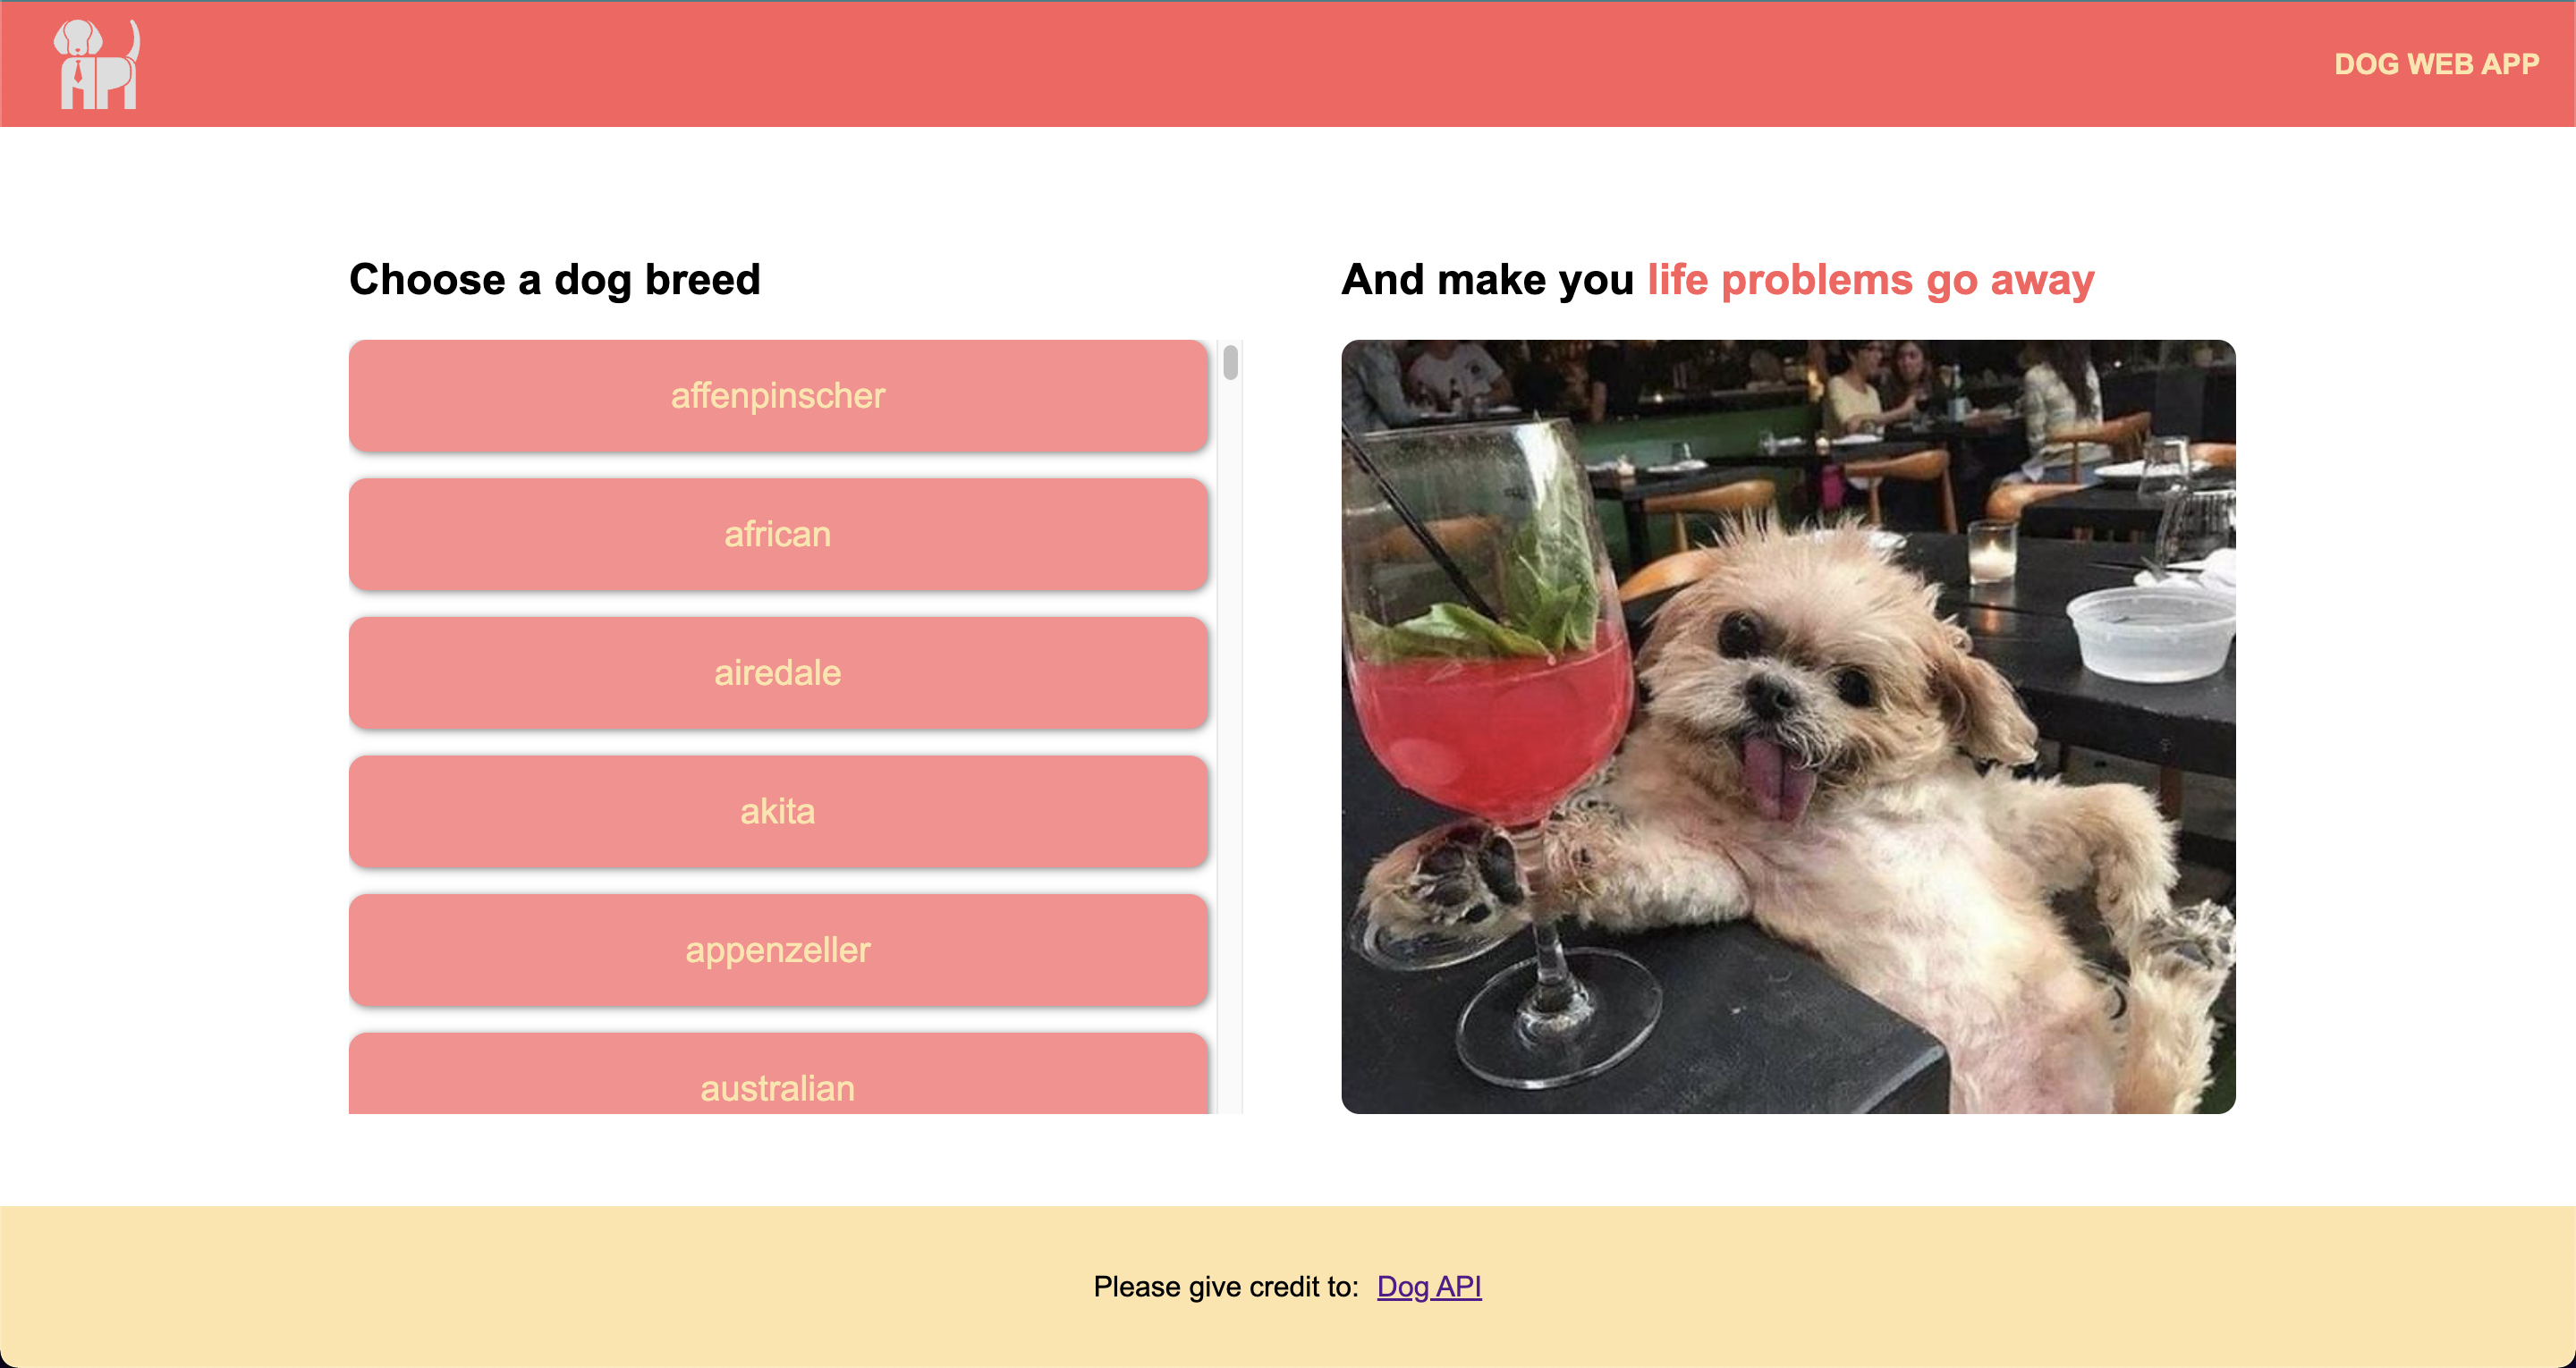 API
DOG WEB APP
Choose a dog breed
And make you life problems go away
affenpinscher
african
airedale
akita
appenzeller
australian
Please give credit to: Dog API